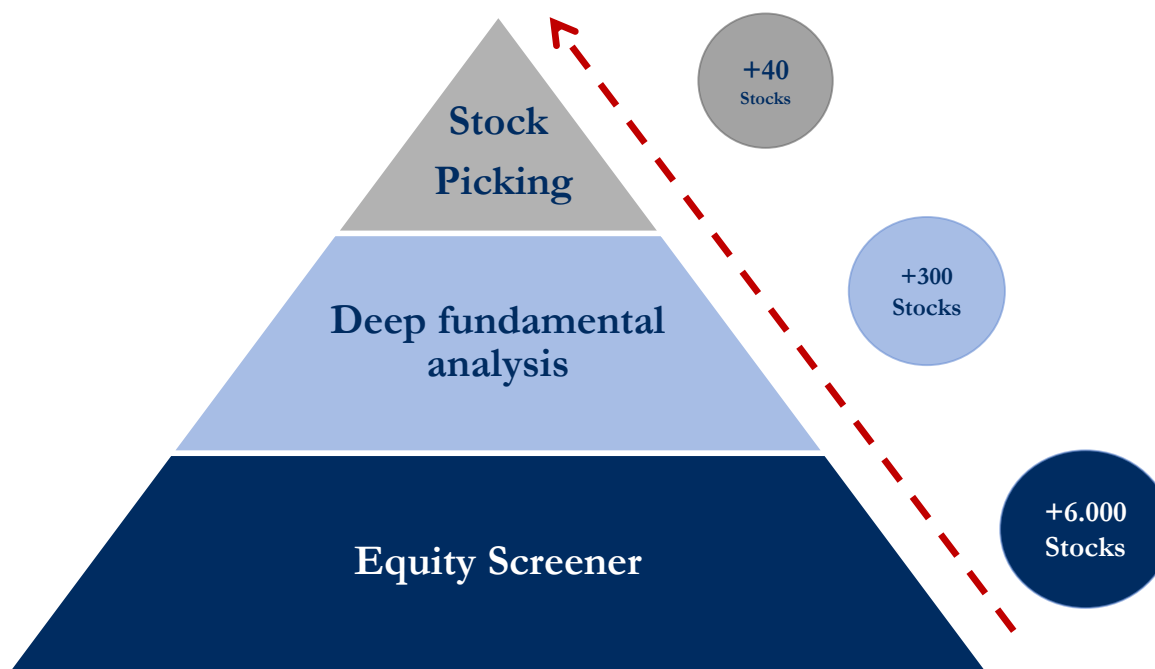 Stock
Picking
+40
Stocks
Deep fundamental
analysis
+300
Stocks
Equity Screener
+6.000
Stocks